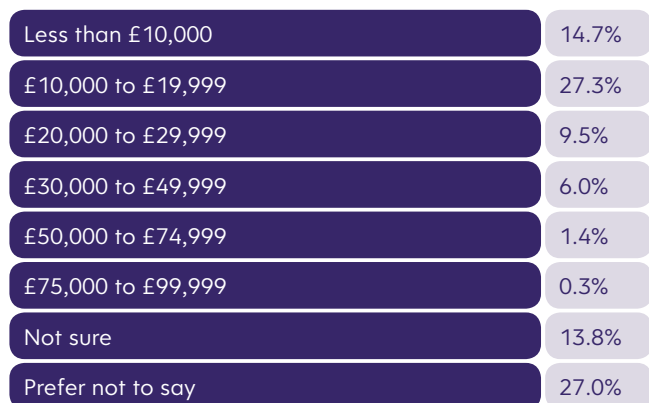 Less than £10,000 14.7%
£10,000 to £19,999 27.3%
£20,000 to £29,999 9.5%
£30,000 to £49,999 6.0%
£50,000 to £74,999 1.4%
£75,000 to £99,999 0.3%
Not sure 13.8%
Prefer not to say 27.0%